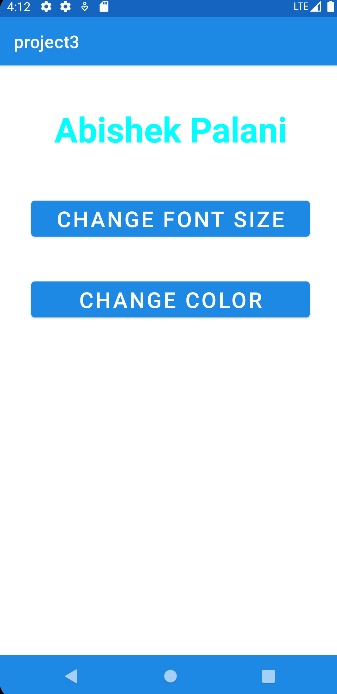 4:12 LTE
project3
Abishek Palani
CHANGE FONT SIZE
CHANGE COLOR